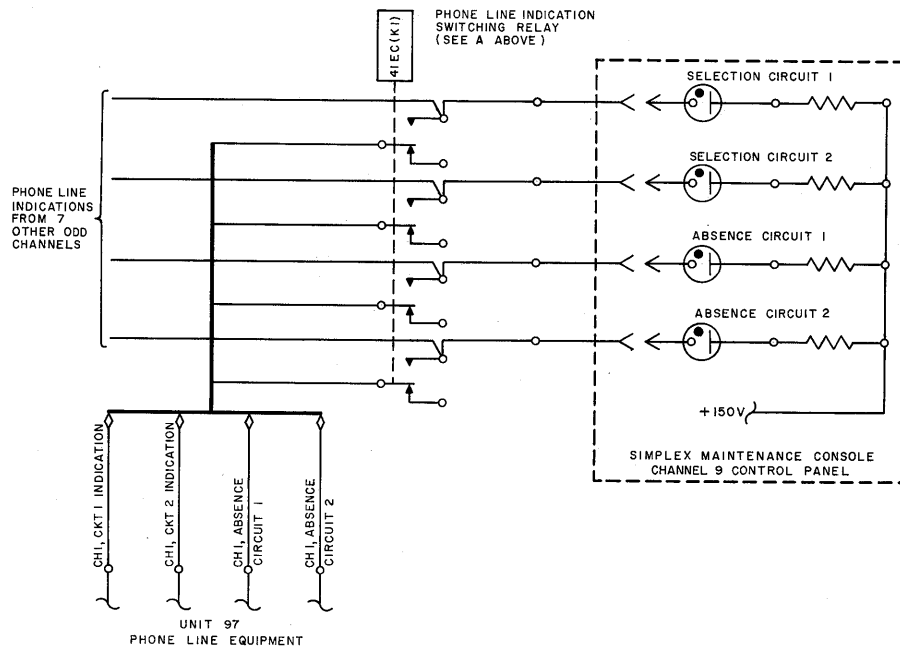 PHONE LINE INDICATION
SWITCHING RELAY
(SEE A ABOVE)
41EC(K1)
SELECTION CIRCUIT 1
SELECTION CIRCUIT 2
PHONE LINE
INDICATIONS
FROM 7
OTHER ODD
CHANNELS
ABSENCE CIRCUIT 1
ABSENCE CIRCUIT 2
+150V
SIMPLEX MAINTENANCE CONSOLE
CHANNEL 9 CONTROL PANEL
CH1, CKT 1 INDICATION
CH1, CKT 2 INDICATION
CH1, ABSENCE
CIRCUIT 1
CH1, ABSENCE
CIRCUIT 2
UNIT 97
PHONE LINE EQUIPMENT